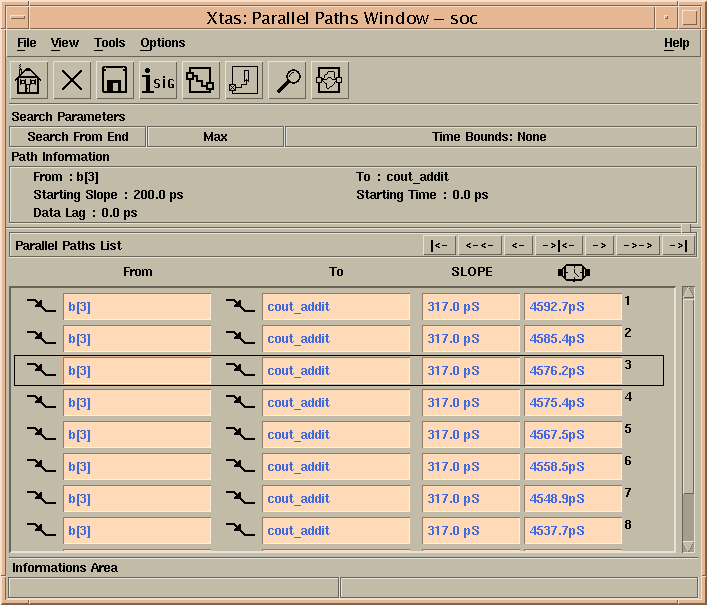 Xtas: Parallel Paths Window – soc
File View Tools Options Help
i SIG
Search Parameters
Search From End Max Time Bounds: None
Path Information
From : b[3] To : cout_addit
Starting Slope : 200.0 ps Starting Time : 0.0 ps
Data Lag : 0.0 ps
Parallel Paths List |<- <-<- <- ->|<- -> ->-> ->|
From To SLOPE
b[3] cout_addit 317.0 pS 4592.7pS 1
b[3] cout_addit 317.0 pS 4585.4pS 2
b[3] cout_addit 317.0 pS 4576.2pS 3
b[3] cout_addit 317.0 pS 4575.4pS 4
b[3] cout_addit 317.0 pS 4567.5pS 5
b[3] cout_addit 317.0 pS 4558.5pS 6
b[3] cout_addit 317.0 pS 4548.9pS 7
b[3] cout_addit 317.0 pS 4537.7pS 8
Informations Area